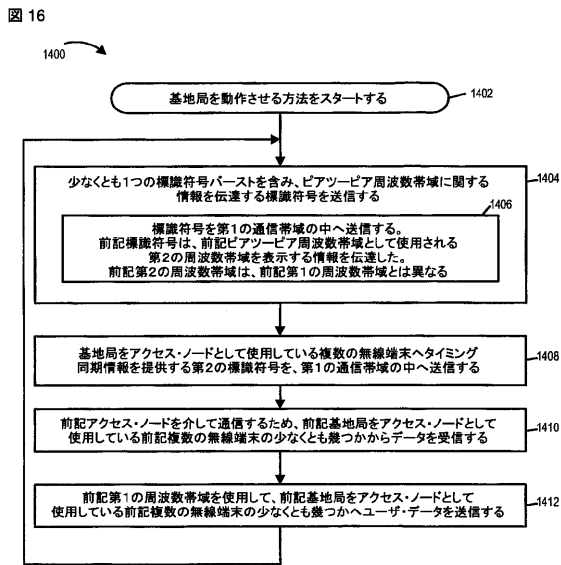 図 16
1400
基地局を動作させる方法をスタートする
1402
少なくとも1つの標識符号バーストを含み、ピアツーピア周波数帯域に関する
情報を伝達する標識符号を送信する
1404
1406
標識符号を第1の通信帯域の中へ送信する。
前記標識符号は、前記ピアツーピア周波数帯域として使用される
第2の周波数帯域を表示する情報を伝達した。
前記第2の周波数帯域は、前記第1の周波数帯域とは異なる
基地局をアクセス・ノードとして使用している複数の無線端末へタイミング
同期情報を提供する第2の標識符号を、第1の通信帯域の中へ送信する
1408
前記アクセス・ノードを介して通信するため、前記基地局をアクセス・ノードとして
使用している前記複数の無線端末の少なくとも幾つかからデータを受信する
1410
前記第1の周波数帯域を使用して、前記基地局をアクセス・ノードとして
使用している前記複数の無線端末の少なくとも幾つかへユーザ・データを送信する
1412